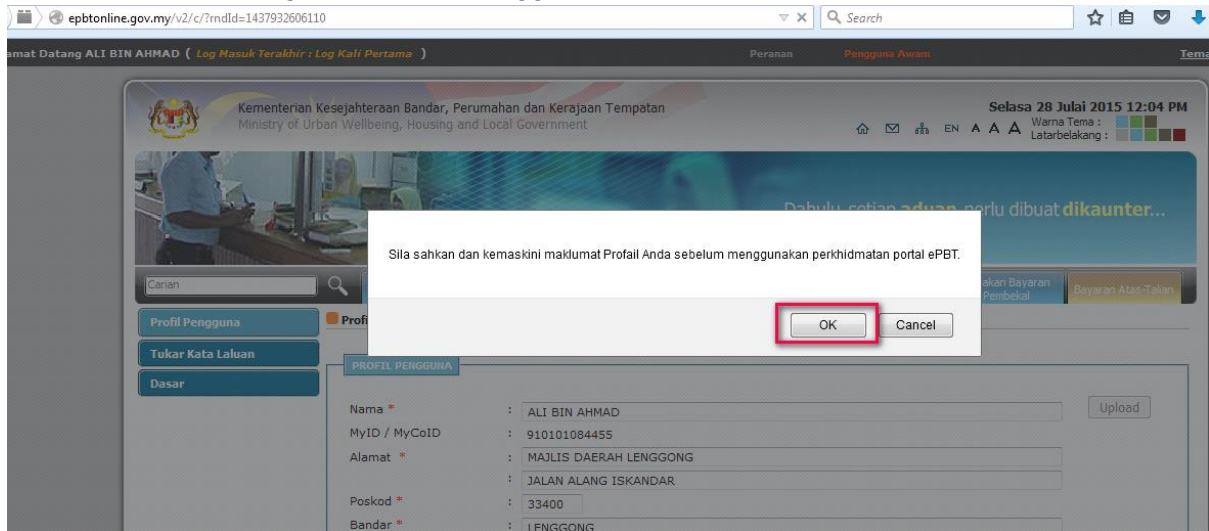 epbtonline.gov.my/v2/c/?rndId=1437932606110
Search
amat Datang ALI BIN AHMAD ( Log Masuk Terakhir : Log Kali Pertama )
Peranan
Pengguna Awam
Tema
Kementerian Kesejahteraan Bandar, Perumahan dan Kerajaan Tempatan
Ministry of Urban Wellbeing, Housing and Local Government
Selasa 28 Julai 2015 12:04 PM
EN A A A
Warna Tema :
Latarbelakang :
Dahulu, setiap aduan perlu dibuat dikaunter...
Sila sahkan dan kemaskini maklumat Profail Anda sebelum menggunakan perkhidmatan portal ePBT.
OK
Cancel
Carian
akan Bayaran
Pembekal
Bayaran Atas-Talian
Profil Pengguna
Tukar Kata Laluan
Dasar
Profi
PROFIL PENGGUNA
Nama * : ALI BIN AHMAD
Upload
MyID / MyCoID : 910101084455
Alamat * : MAJLIS DAERAH LENGGONG
: JALAN ALANG ISKANDAR
Poskod * : 33400
Bandar * : LENGGONG